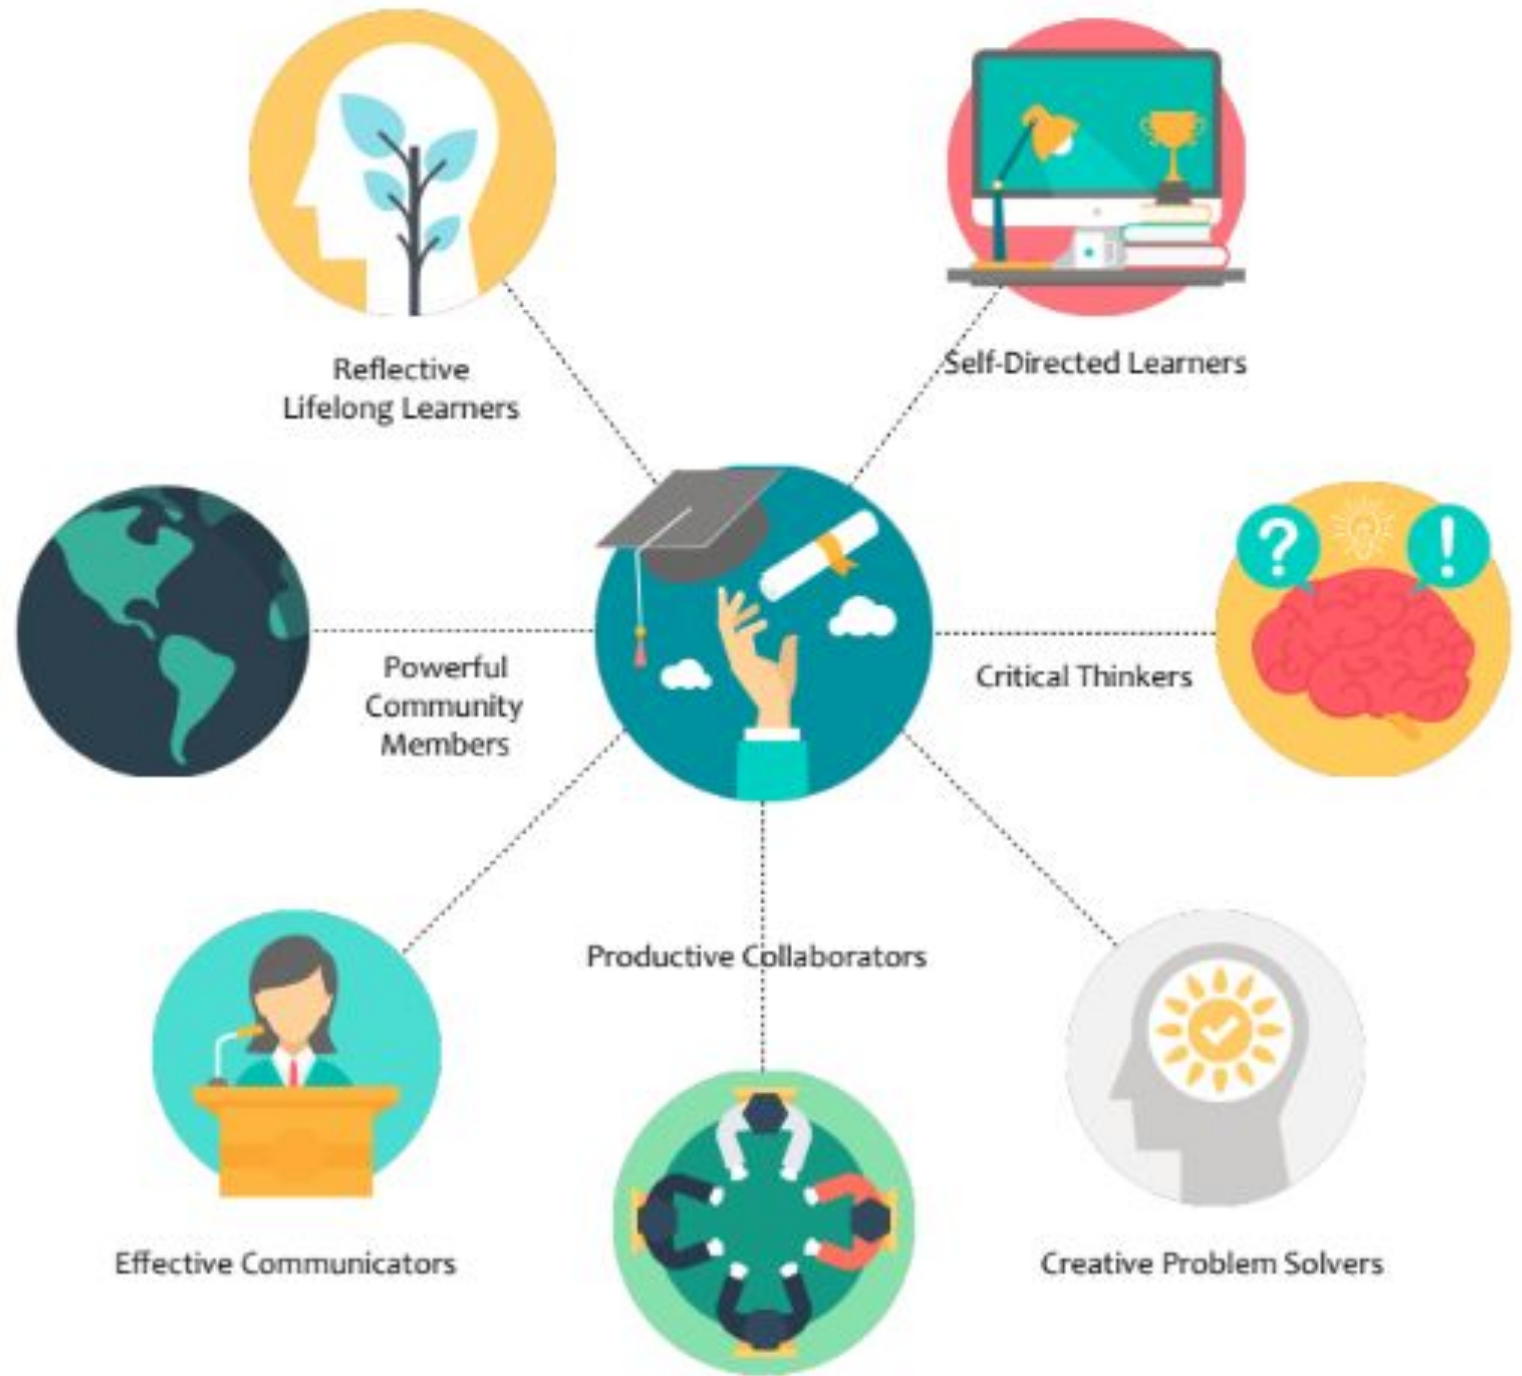 Reflective
Lifelong Learners
Self-Directed Learners
?
!
Powerful
Community
Members
Critical Thinkers
Productive Collaborators
Effective Communicators
Creative Problem Solvers